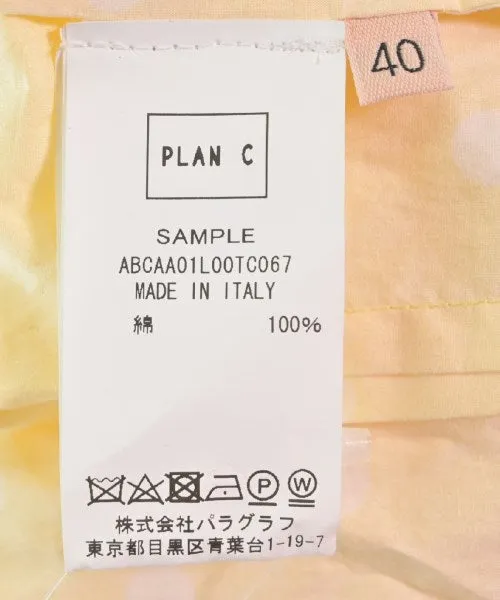 40
PLAN C
SAMPLE
ABCAA01L00TC067
MADE IN ITALY
綿 100%
P W
株式会社パラグラフ
東京都目黒区青葉台1-19-7